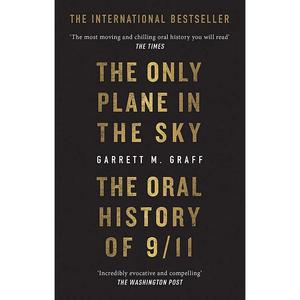 THE INTERNATIONAL BESTSELLER
'The most moving and chilling oral history you will read'
THE TIMES
THE ONLY
PLANE IN
THE SKY
GARRETT M. GRAFF
THE ORAL
HISTORY
OF 9/11
'Incredibly evocative and compelling'
THE WASHINGTON POST